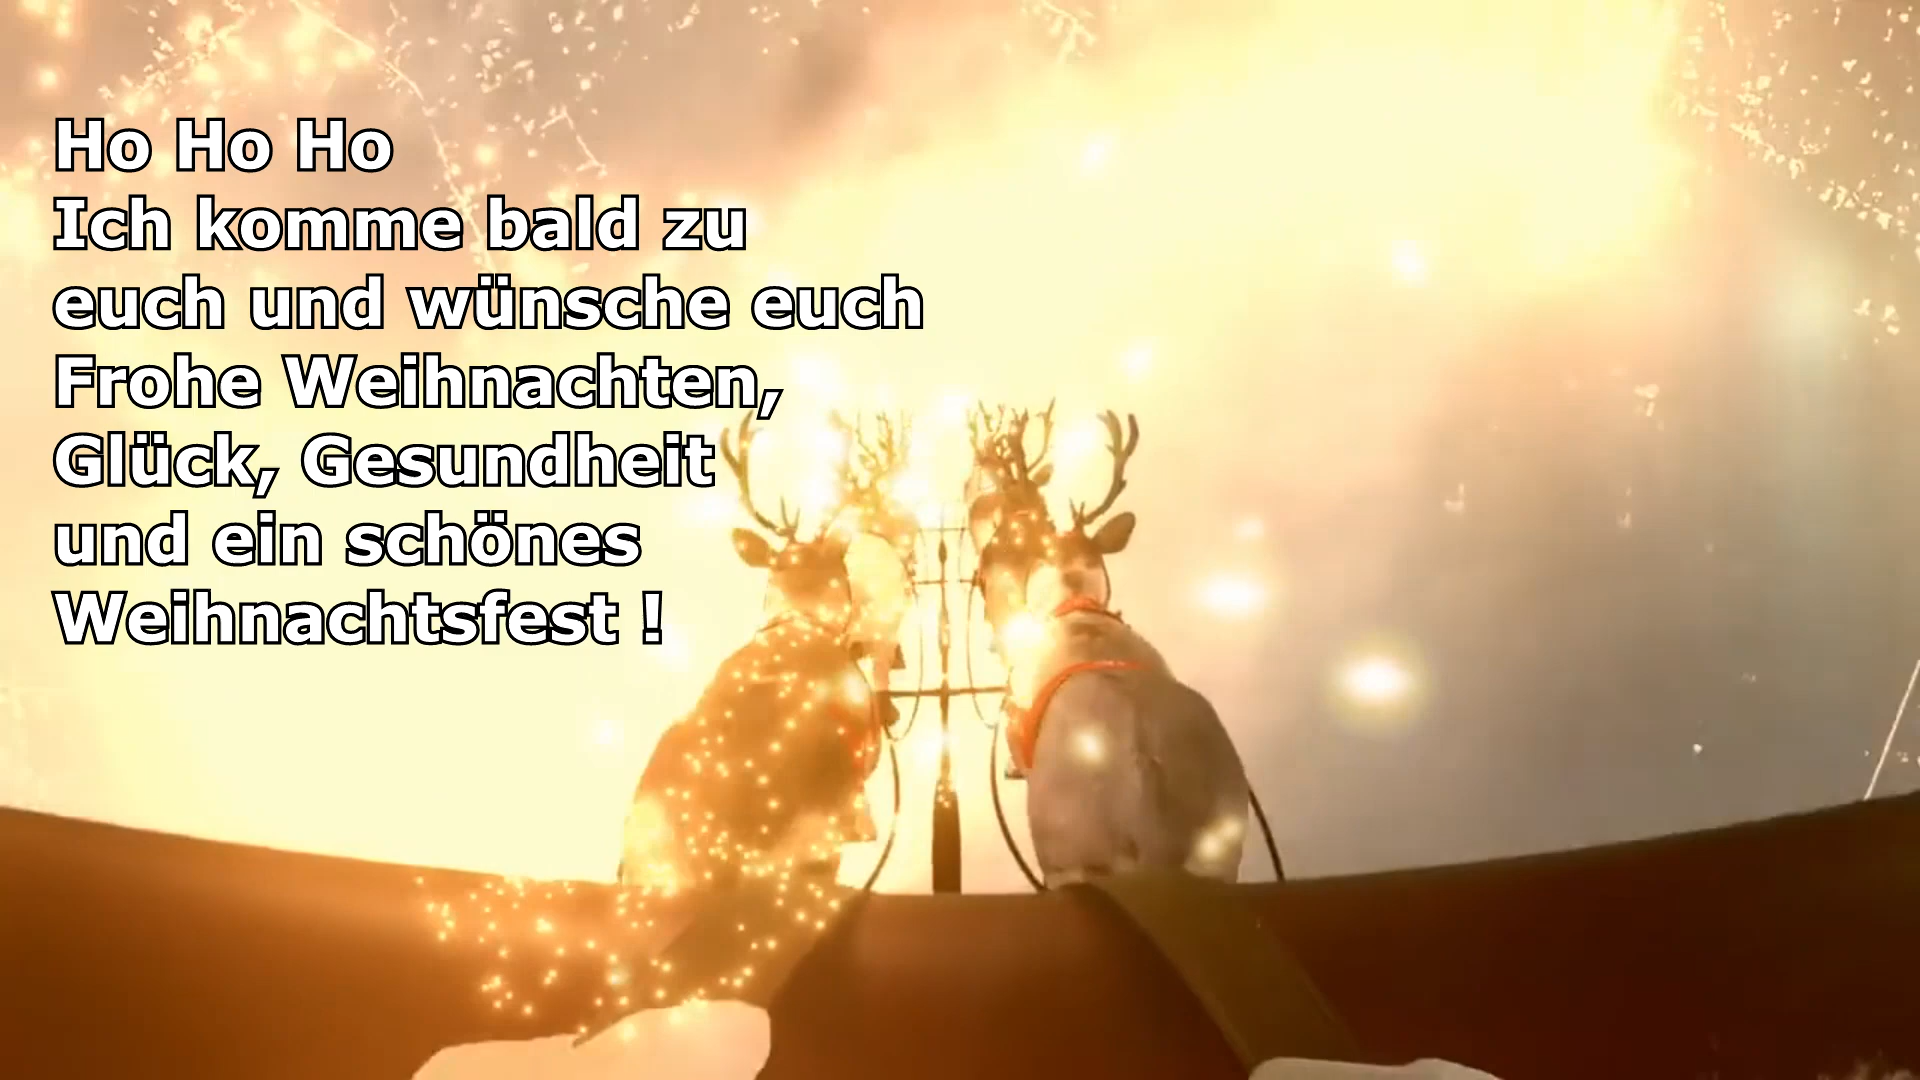 Ho Ho Ho
Ich komme bald zu
euch und wünsche euch
Frohe Weihnachten,
Glück, Gesundheit
und ein schönes
Weihnachtsfest !